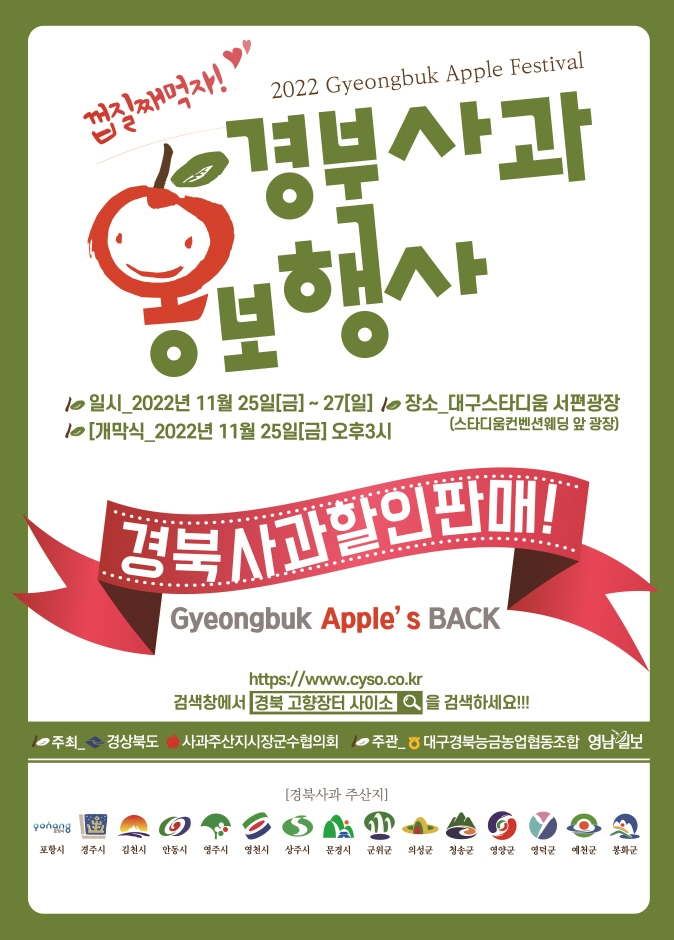 껍질째먹자!
2022 Gyeongbuk Apple Festival
경북사과
홍보행사
일시_2022년 11월 25일[금] ~ 27[일] 장소_대구스타디움 서편광장
(스타디움컨벤션웨딩 앞 광장)
[개막식_2022년 11월 25일[금] 오후3시
경북사과할인판매!
Gyeongbuk Apple's BACK
https://www.cyso.co.kr
검색창에서 경북 고향장터 사이소 을 검색하세요!!!
주최_ 경상북도 사과주산지시장군수협의회 주관_ 대구경북능금농업협동조합 영남일보
[경북사과 주산지]
포항시 경주시 김천시 안동시 영주시 영천시 상주시 문경시 군위군 의성군 청송군 영양군 영덕군 예천군 봉화군